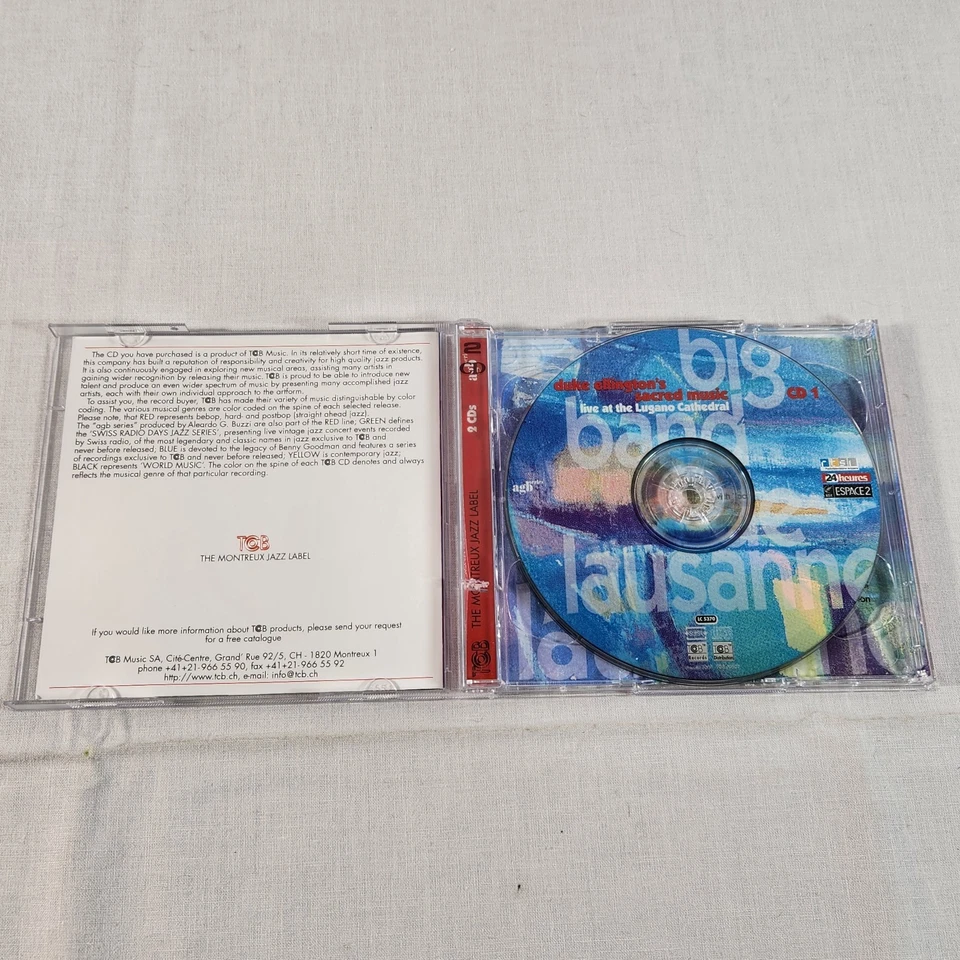 The CD you have purchased is a product of TCB Music. In its relatively short time of existence,
this company has built a reputation of responsibility and creativity for high quality jazz products.
It is also continuously engaged in exploring new musical areas, assisting many artists in
gaining wider recognition by releasing their music. TCB is proud to be able to introduce new
talent and produce an even wider spectrum of music by presenting many accomplished jazz
artists, each with their own individual approach to the artform.
To assist you, the record buyer, TCB has made their variety of music distinguishable by color
coding. The various musical genres are color coded on the spine of each selected release.
Please note, that RED represents bebop, hard- and postbop (straight ahead jazz).
The "agb series" produced by Aleardo G. Buzzi are also part of the RED line; GREEN defines
the 'SWISS RADIO DAYS JAZZ SERIES', presenting live vintage jazz concert events recorded
by Swiss radio, of the most legendary and classic names in jazz exclusive to TCB and
never before released; BLUE is devoted to the legacy of Benny Goodman and features a series
of recordings exclusive to TCB and never before released; YELLOW is contemporary jazz;
BLACK represents 'WORLD MUSIC'. The color on the spine of each TCB CD denotes and always
reflects the musical genre of that particular recording.
TCB
THE MONTREUX JAZZ LABEL
If you would like more information about TCB products, please send your request
for a free catalogue
TCB Music SA, Cité-Centre, Grand' Rue 92/5, CH - 1820 Montreux 1
phone +41+21-966 55 90, fax +41+21-966 55 92
http://www.tcb.ch, e-mail: info@tcb.ch
TCB
THE MONTREUX JAZZ LABEL
2 CDs
agb
big
band
de
lausanne
duke ellington's
sacred music
live at the Lugano Cathedral
CD 1
agb series
24heures
ESPACE 2
LC 5370
TCB
Records
TCB
Distribution